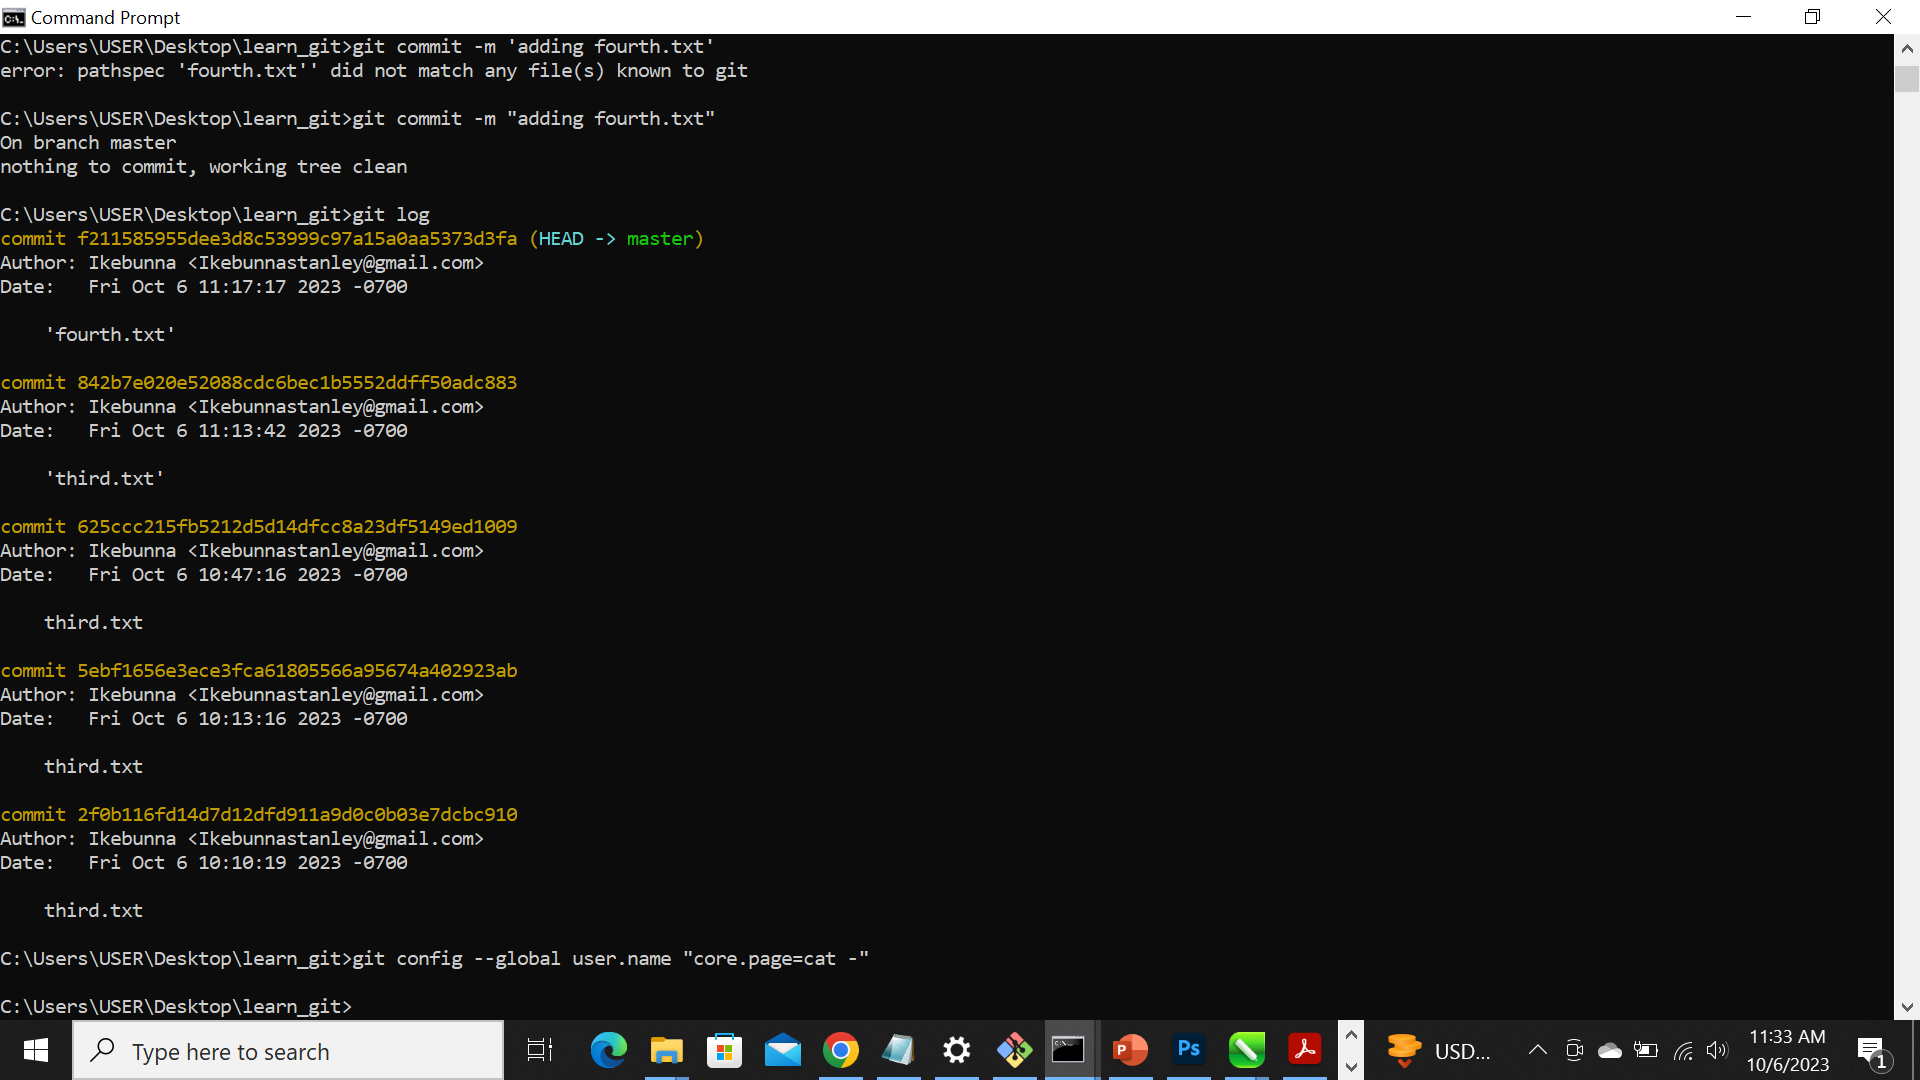 Command Prompt
C:\Users\USER\Desktop\learn_git>git commit -m 'adding fourth.txt'
error: pathspec 'fourth.txt'' did not match any file(s) known to git
C:\Users\USER\Desktop\learn_git>git commit -m "adding fourth.txt"
On branch master
nothing to commit, working tree clean
C:\Users\USER\Desktop\learn_git>git log
commit f211585955dee3d8c53999c97a15a0aa5373d3fa (HEAD -> master)
Author: Ikebunna <Ikebunnastanley@gmail.com>
Date:   Fri Oct 6 11:17:17 2023 -0700
'fourth.txt'
commit 842b7e020e52088cdc6bec1b5552ddff50adc883
Author: Ikebunna <Ikebunnastanley@gmail.com>
Date:   Fri Oct 6 11:13:42 2023 -0700
'third.txt'
commit 625ccc215fb5212d5d14dfcc8a23df5149ed1009
Author: Ikebunna <Ikebunnastanley@gmail.com>
Date:   Fri Oct 6 10:47:16 2023 -0700
third.txt
commit 5ebf1656e3ece3fca61805566a95674a402923ab
Author: Ikebunna <Ikebunnastanley@gmail.com>
Date:   Fri Oct 6 10:13:16 2023 -0700
third.txt
commit 2f0b116fd14d7d12dfd911a9d0c0b03e7dcbc910
Author: Ikebunna <Ikebunnastanley@gmail.com>
Date:   Fri Oct 6 10:10:19 2023 -0700
third.txt
C:\Users\USER\Desktop\learn_git>git config --global user.name "core.page=cat -"
C:\Users\USER\Desktop\learn_git>
Type here to search
P
Ps
USD...
11:33 AM
10/6/2023
1